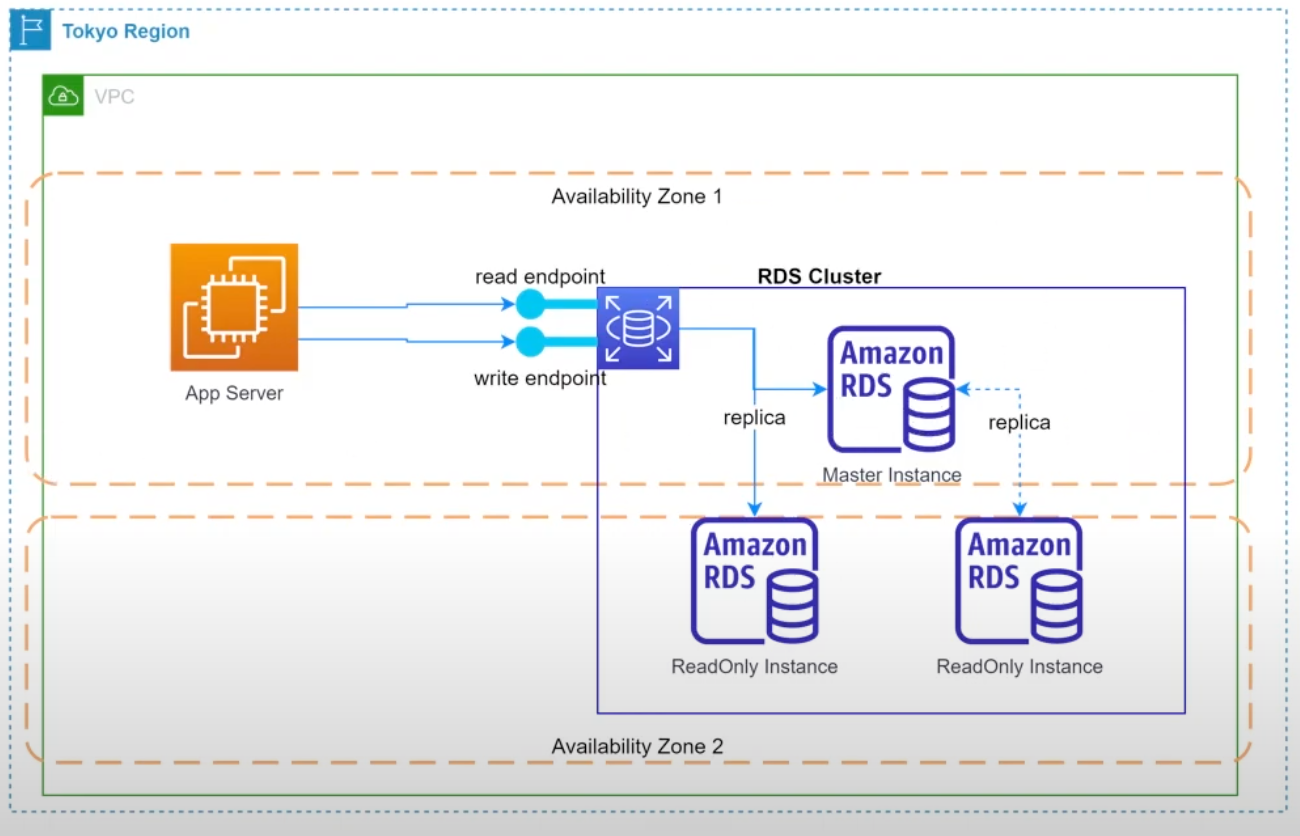 Tokyo Region
VPC
Availability Zone 1
read endpoint
RDS Cluster
write endpoint
App Server
Amazon
RDS
replica
replica
Master Instance
Amazon
RDS
Amazon
RDS
ReadOnly Instance
ReadOnly Instance
Availability Zone 2